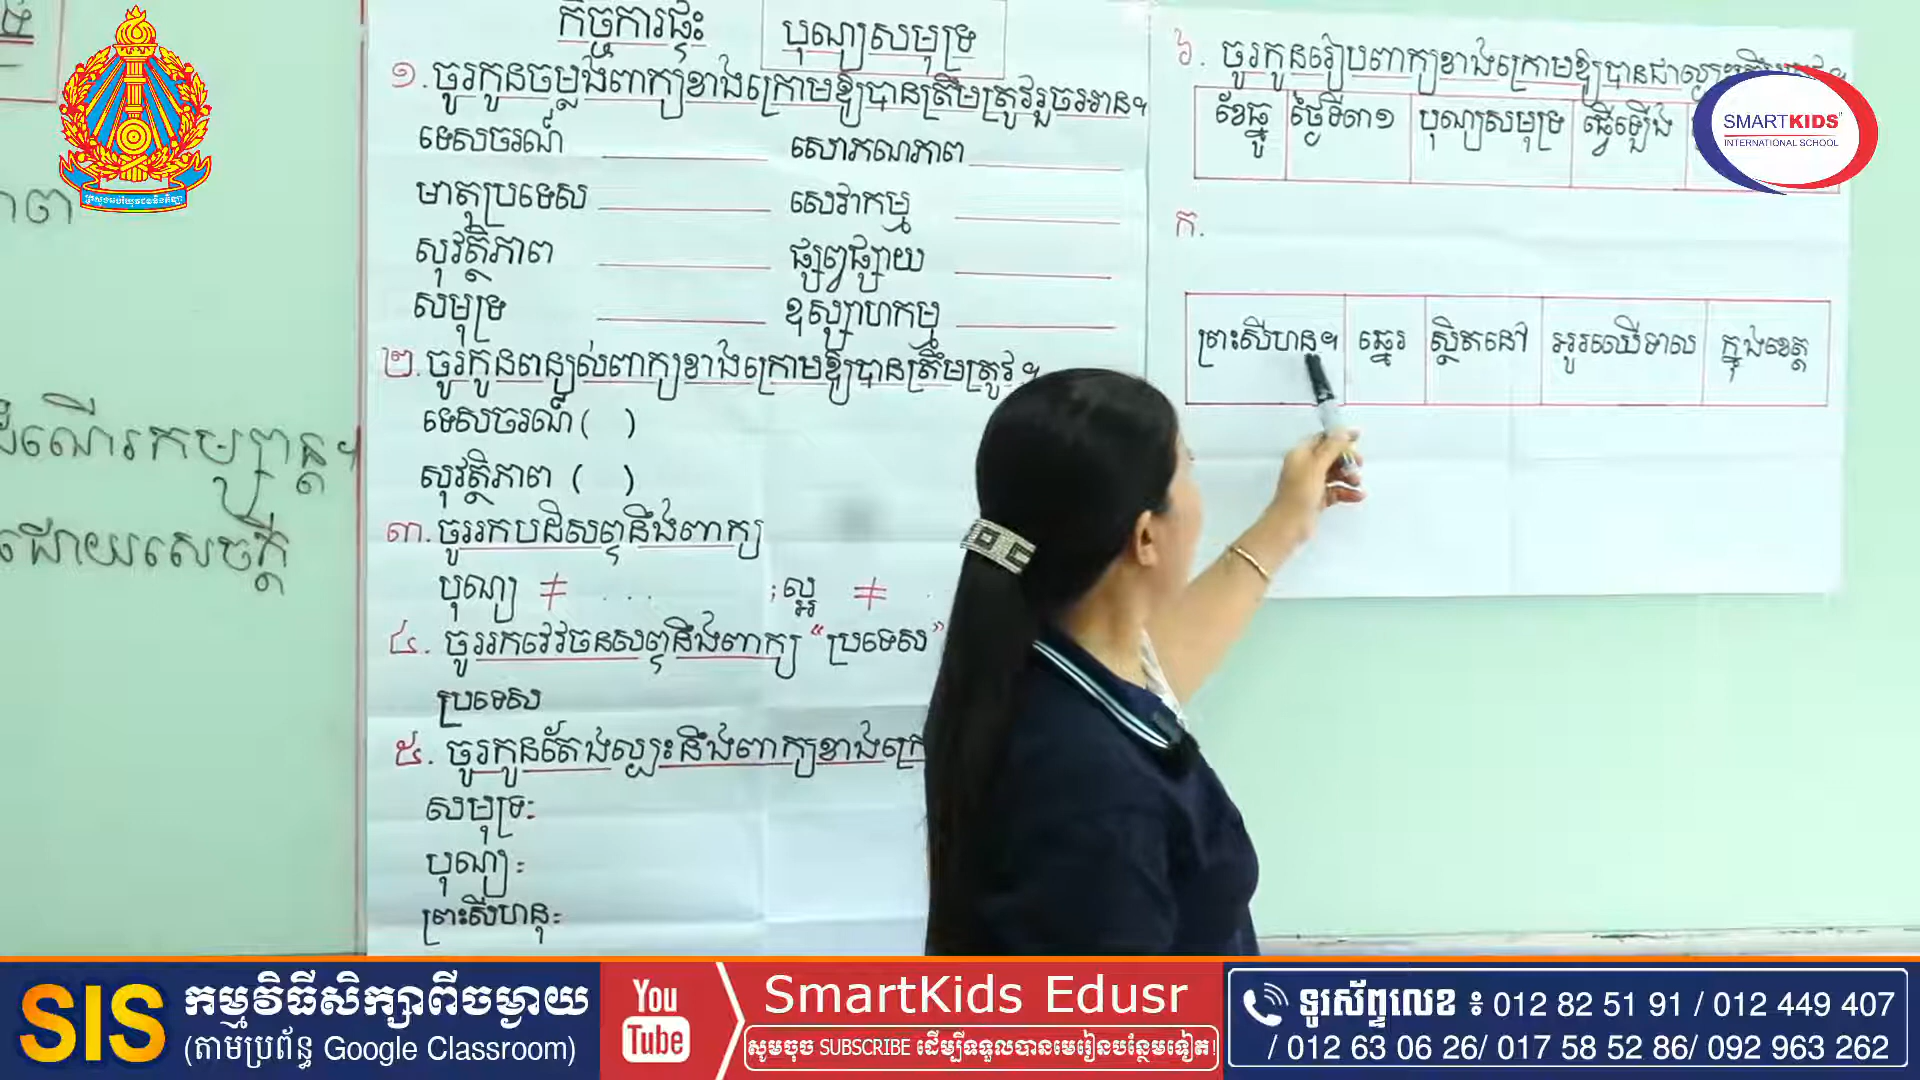 កិច្ចការផ្ទះ
បុណ្យសមុទ្រ
១.ចូរកូនចម្លងពាក្យខាងក្រោមឱ្យបានត្រឹមត្រូវរួចរអាន។
ទេសចរណ៍ សោភណភាព
មាតុប្រទេស សេវាកម្ម
សុវត្ថិភាព ផ្សព្វផ្សាយ
សមុទ្រ ឧស្សាហកម្ម
២.ចូរកូនពន្យល់ពាក្យខាងក្រោមឱ្យបានត្រឹមត្រូវ។
ទេសចរណ៍ ( )
សុវត្ថិភាព ( )
៣.ចូររកបដិសព្ទនឹងពាក្យ
បុណ្យ ≠ ... ; ល្អ ≠ .
៤. ចូររកវេវចនសព្ទនឹងពាក្យ "ប្រទេស"
ប្រទេស
៥. ចូរកូនតែងល្បះនឹងពាក្យខាងក្រោ
សមុទ្រ:
បុណ្យ:
ព្រះសីហនុ:
៦. ចូរកូនរៀបពាក្យខាងក្រោមឱ្យបានជាល្បះ
ខែធ្នូ ថ្ងៃទី៣១ បុណ្យសមុទ្រ ធ្វើឡើង
ក.
ព្រះសីហនុ។ ឆ្នេរ ស្ថិតនៅ អូរឈើទាល ក្នុងខេត្ត
ដំណើរកម្សាន្ត។
ដោយសេចក្តី
SMARTKIDS
INTERNATIONAL SCHOOL
SIS
កម្មវិធីសិក្សាពីចម្ងាយ
(តាមប្រព័ន្ធ Google Classroom)
You
Tube
SmartKids Edusr
សូមចុច SUBSCRIBE ដើម្បីទទួលបានមេរៀនបន្ថែមទៀត!
ទូរស័ព្ទលេខ ៖ 012 82 51 91 / 012 449 407
/ 012 63 06 26/ 017 58 52 86/ 092 963 262